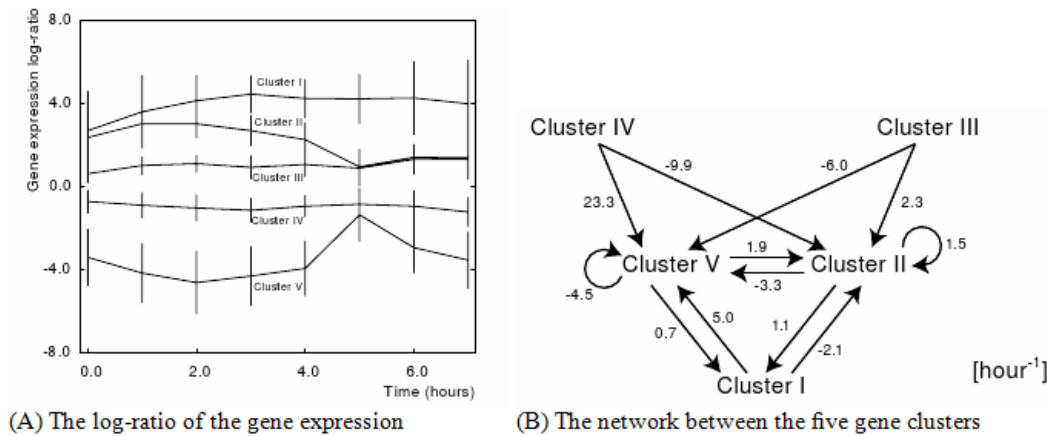 Gene expression log-ratio
8.0
4.0
0.0
-4.0
-8.0
Cluster I
Cluster II
Cluster III
Cluster IV
Cluster V
0.0
2.0
4.0
6.0
Time (hours)
(A) The log-ratio of the gene expression
Cluster IV
Cluster III
-9.9
-6.0
23.3
2.3
1.9
1.5
Cluster V
Cluster II
-3.3
-4.5
0.7
5.0
1.1
-2.1
Cluster I
[hour-1]
(B) The network between the five gene clusters